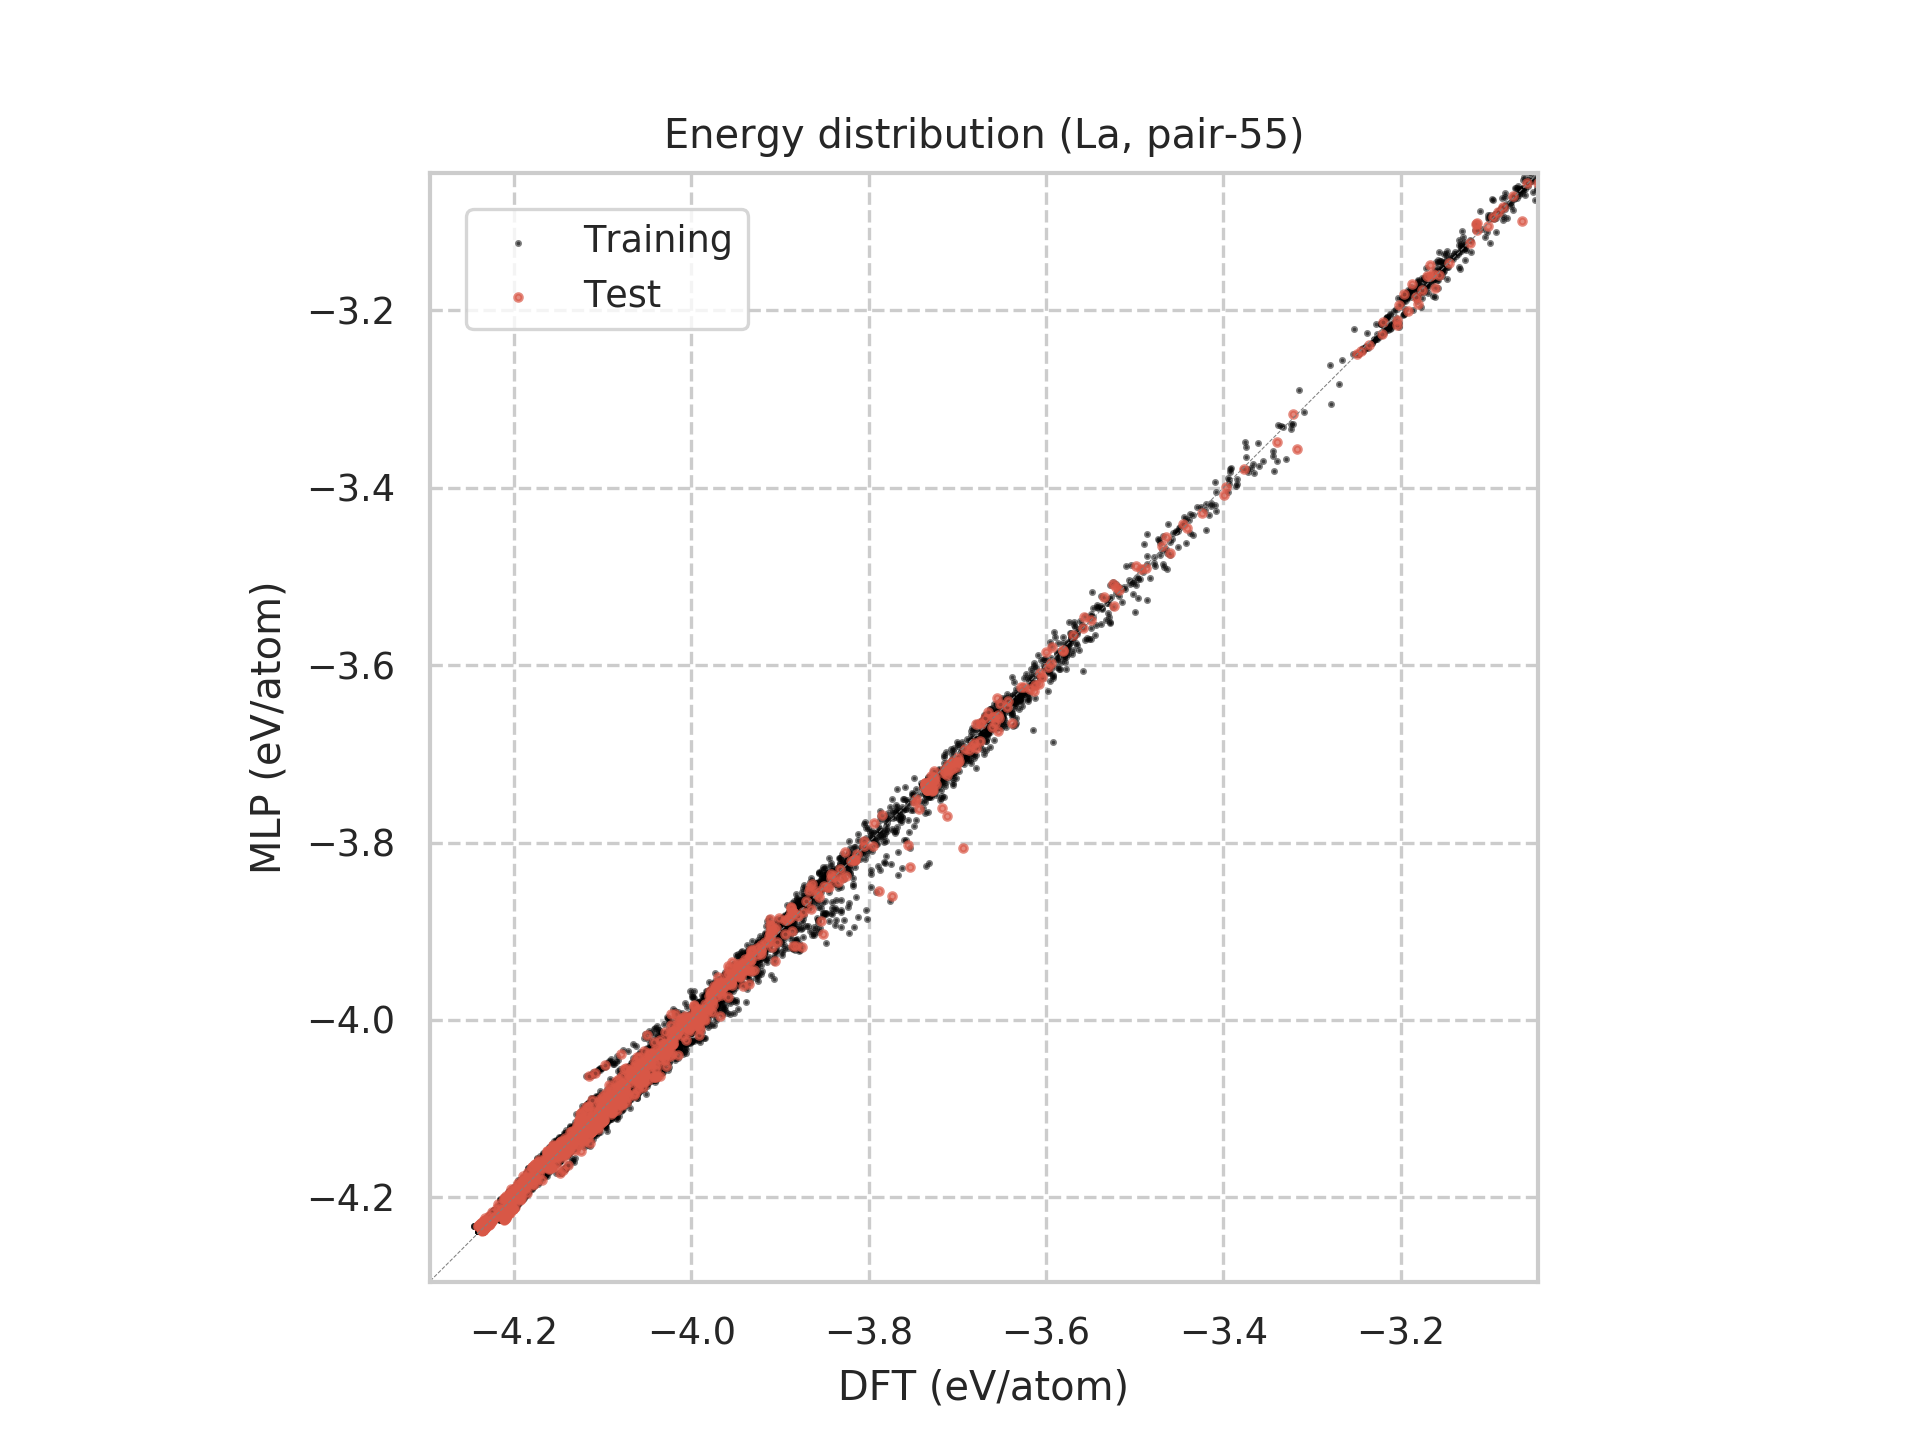 Energy distribution (La, pair-55)
Training
Test
MLP (eV/atom)
−3.2
−3.4
−3.6
−3.8
−4.0
−4.2
−4.2 −4.0 −3.8 −3.6 −3.4 −3.2
DFT (eV/atom)